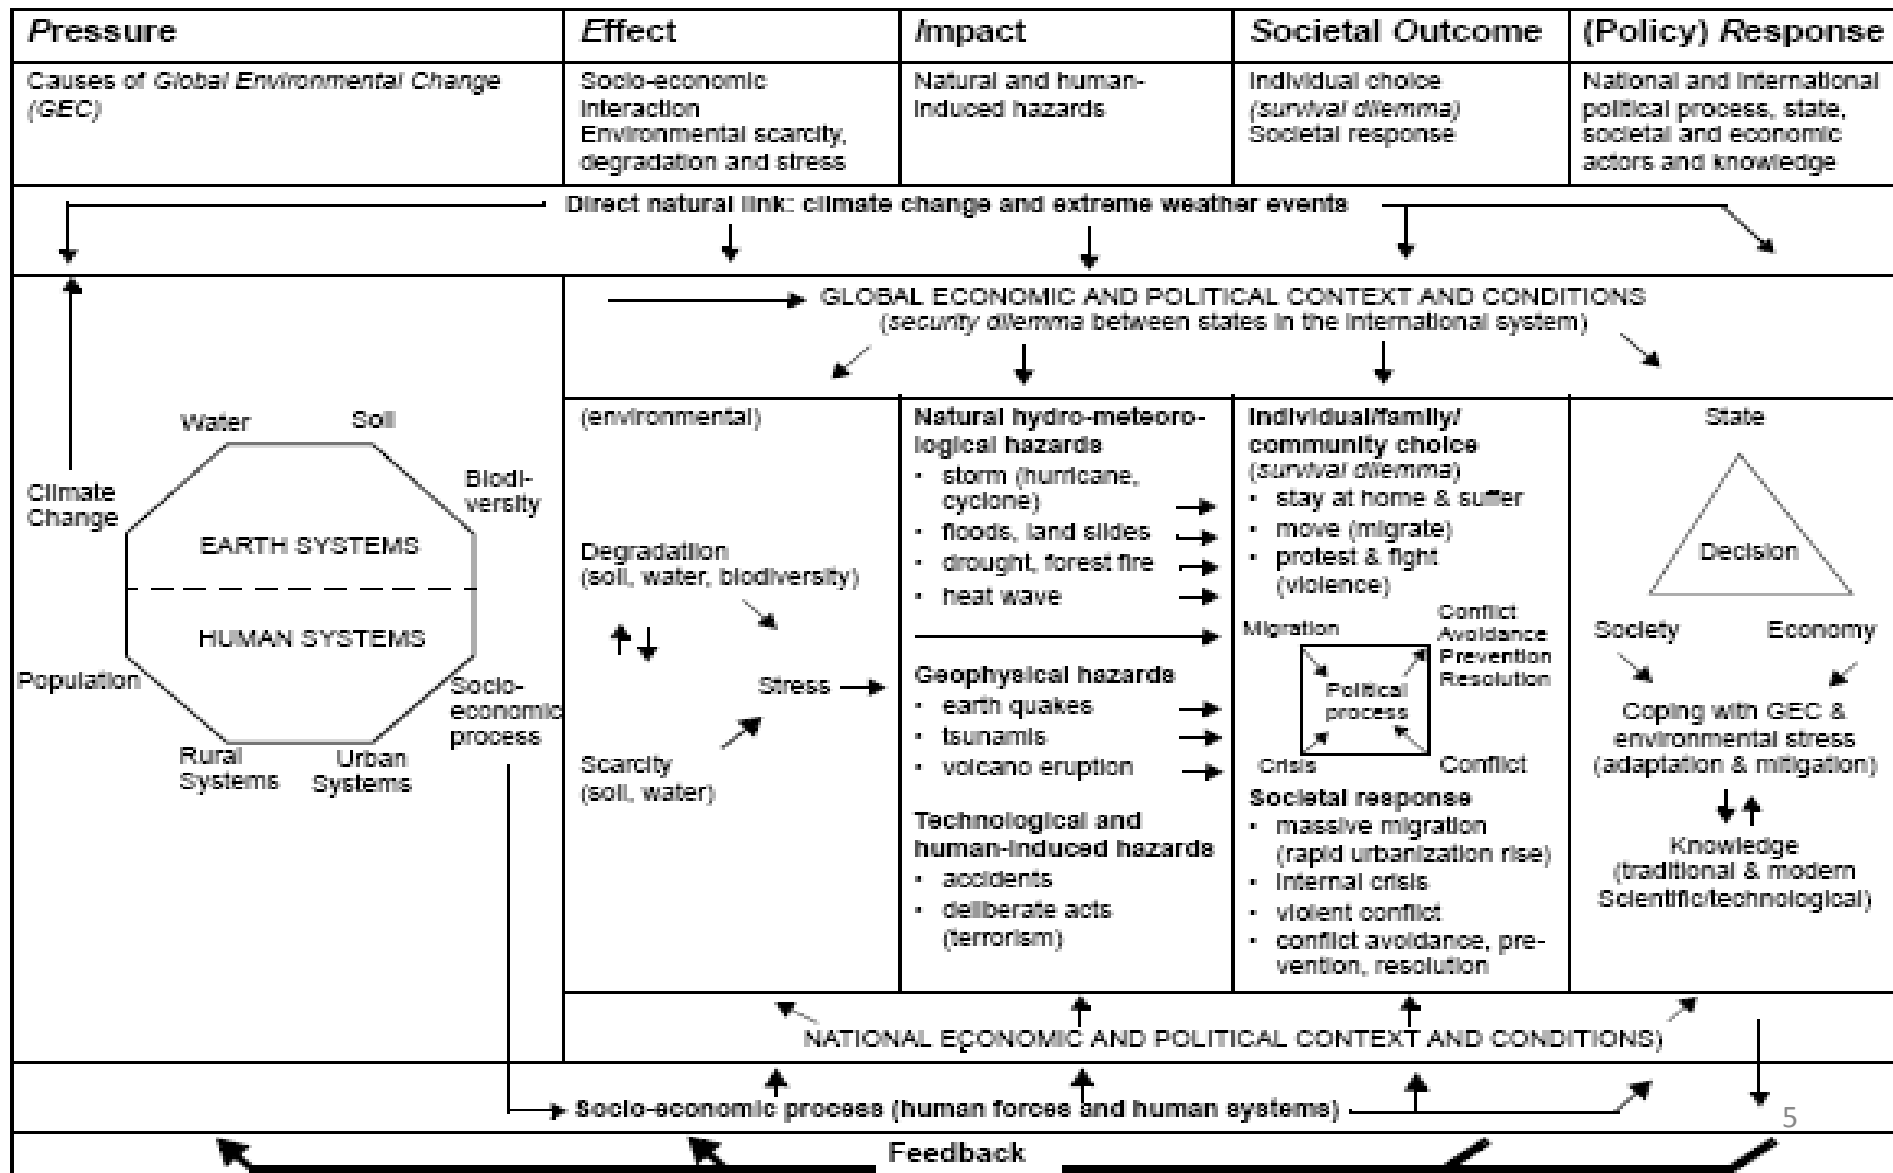 Pressure
Effect
Impact
Societal Outcome
(Policy) Response
Causes of Global Environmental Change
(GEC)
Socio-economic
Interaction
Environmental scarcity,
degradation and stress
Natural and human-
Induced hazards
Individual choice
(survival dilemma)
Societal response
National and International
political process, state,
societal and economic
actors and knowledge
Direct natural link: climate change and extreme weather events
GLOBAL ECONOMIC AND POLITICAL CONTEXT AND CONDITIONS
(security dilemma between states in the International system)
Water
Soil
Climate
Change
Biodi-
versity
EARTH SYSTEMS
HUMAN SYSTEMS
Population
Socio-
economic
process
Rural
Systems
Urban
Systems
(environmental)
Degradatiion
(soil, water, biodiversity)
Stress
Scarcity
(soil, water)
Natural hydro-meteoro-
logical hazards
• storm (hurricane,
cyclone)
• floods, land slides
• drought, forest fire
• heat wave
Geophysical hazards
• earth quakes
• tsunamis
• volcano eruption
Technological and
human-induced hazards
• accidents
• deliberate acts
(terrorism)
Individual/family/
community choice
(survival dilemma)
• stay at home & suffer
• move (migrate)
• protest & fight
(violence)
Migration
Conflict
Avoidance
Prevention
Resolution
Political
process
Crisis
Conflict
Societal response
• massive migration
(rapid urbanization rise)
• internal crisis
• violent conflict
• conflict avoidance, pre-
vention, resolution
State
Decision
Society
Economy
Coping with GEC &
environmental stress
(adaptation & mitigation)
Knowledge
(traditional & modern
Scientific/technological)
NATIONAL ECONOMIC AND POLITICAL CONTEXT AND CONDITIONS)
Socio-economic process (human forces and human systems)
5
Feedback